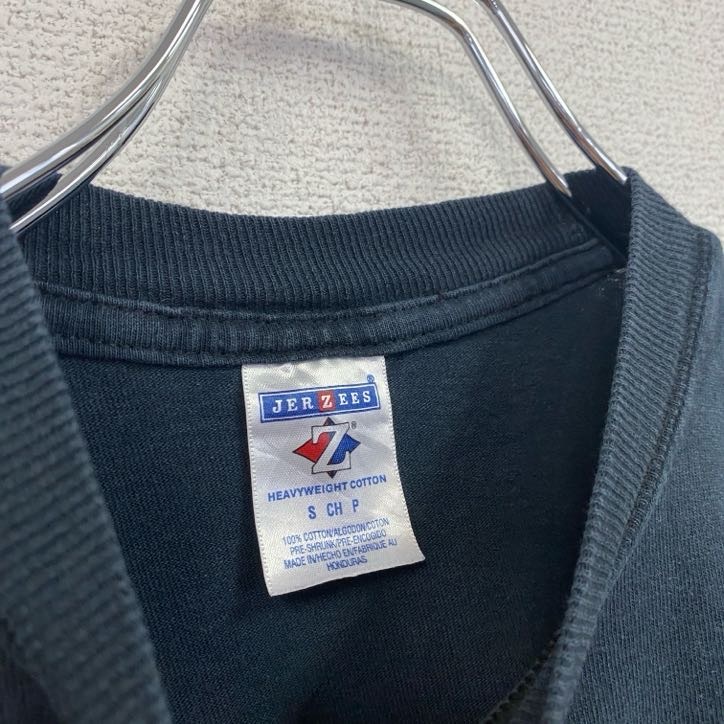 JERZEES®
Z®
HEAVYWEIGHT COTTON
S CH P
100% COTTON/ALGODON/COTON
PRE-SHRUNK/PRE-ENCOGIDO
MADE IN/HECHO EN/FABRIQUE AU
HONDURAS